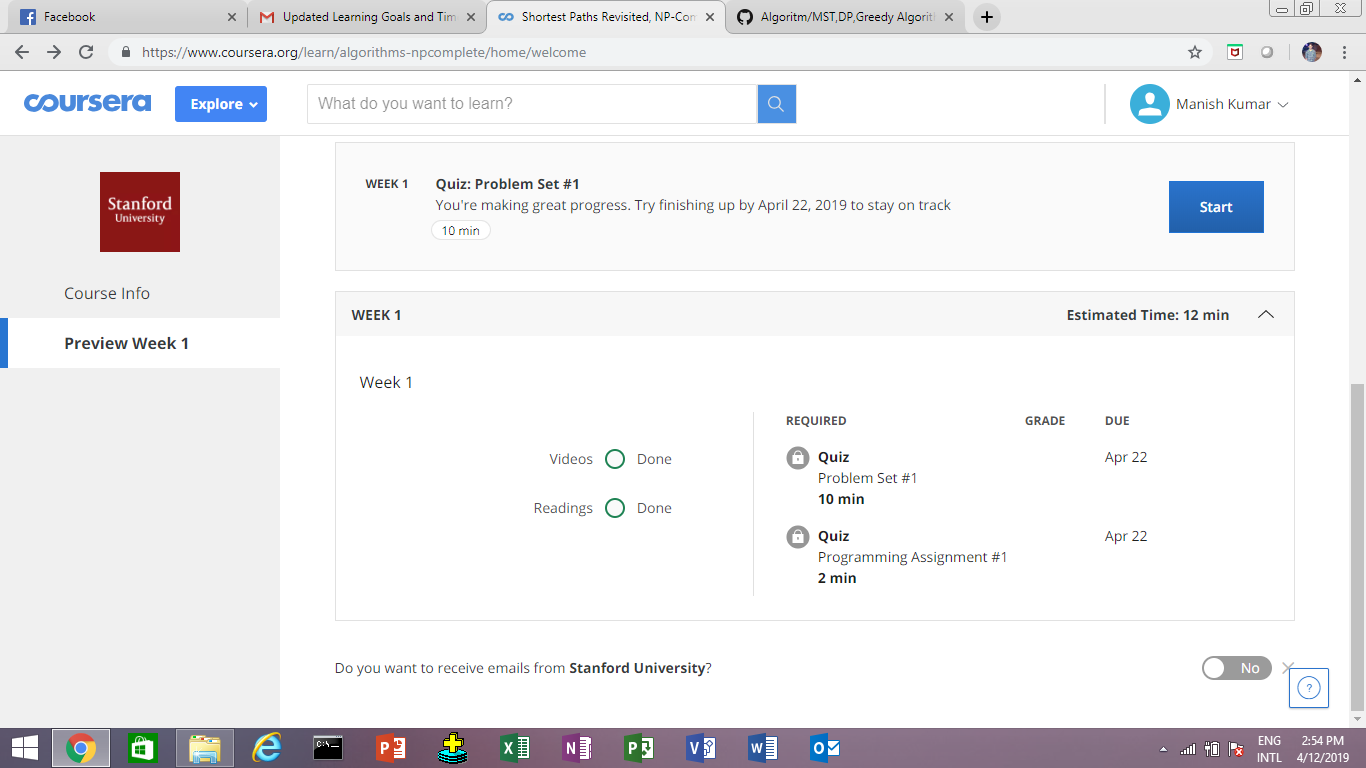 Facebook
Updated Learning Goals and Tim
Shortest Paths Revisited, NP-Com
Algoritm/MST,DP,Greedy Algorit
https://www.coursera.org/learn/algorithms-npcomplete/home/welcome
coursera
Explore
What do you want to learn?
Manish Kumar
Stanford
University
Course Info
Preview Week 1
WEEK 1
Quiz: Problem Set #1
You're making great progress. Try finishing up by April 22, 2019 to stay on track
10 min
Start
WEEK 1
Estimated Time: 12 min
Week 1
Videos
Done
Readings
Done
REQUIRED
GRADE
DUE
Quiz
Problem Set #1
10 min
Apr 22
Quiz
Programming Assignment #1
2 min
Apr 22
Do you want to receive emails from Stanford University?
No
?
ENG
INTL
2:54 PM
4/12/2019